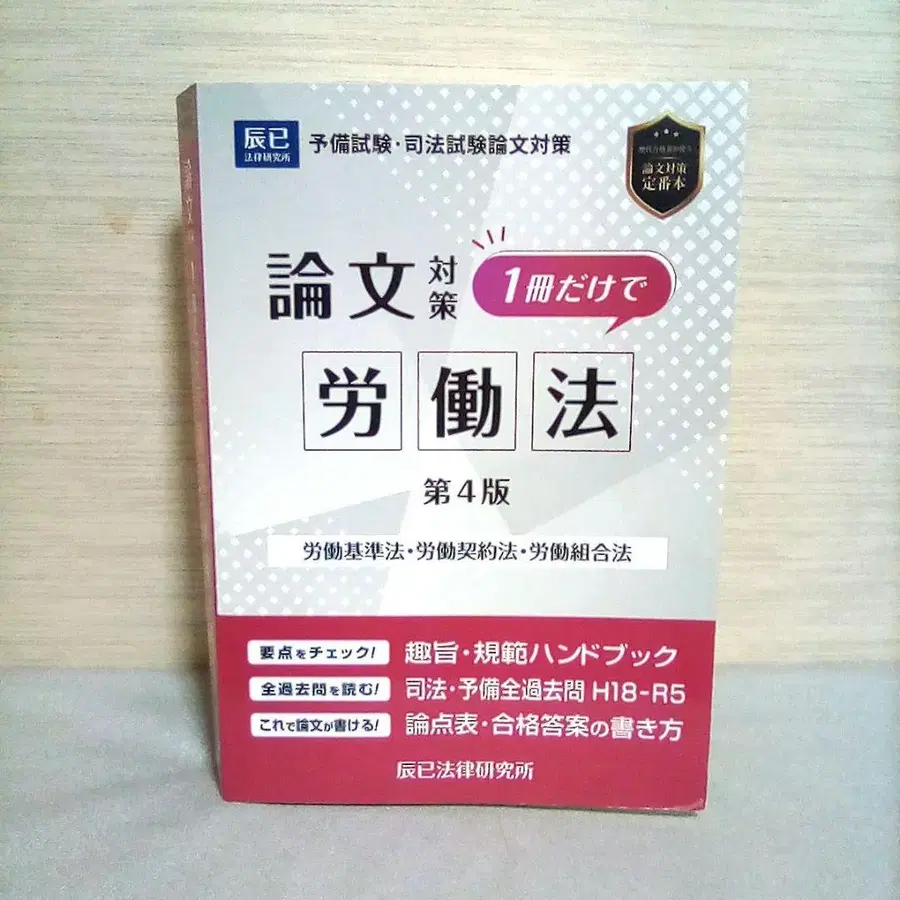 辰已
法律研究所
予備試験・司法試験論文対策
論文対策
定番本
論文対策
1冊だけで
労働法
第4版
労働基準法・労働契約法・労働組合法
要点をチェック! 趣旨・規範ハンドブック
全過去問を読む! 司法・予備全過去問 H18-R5
これで論文が書ける! 論点表・合格答案の書き方
辰已法律研究所